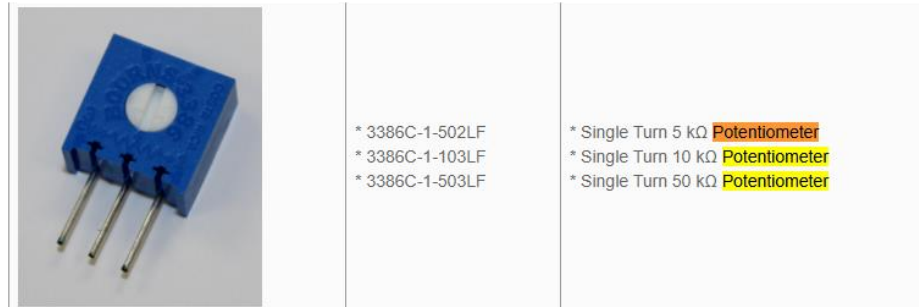 BOURNS
* 3386C-1-502LF
* 3386C-1-103LF
* 3386C-1-503LF
* Single Turn 5 kΩ Potentiometer
* Single Turn 10 kΩ Potentiometer
* Single Turn 50 kΩ Potentiometer